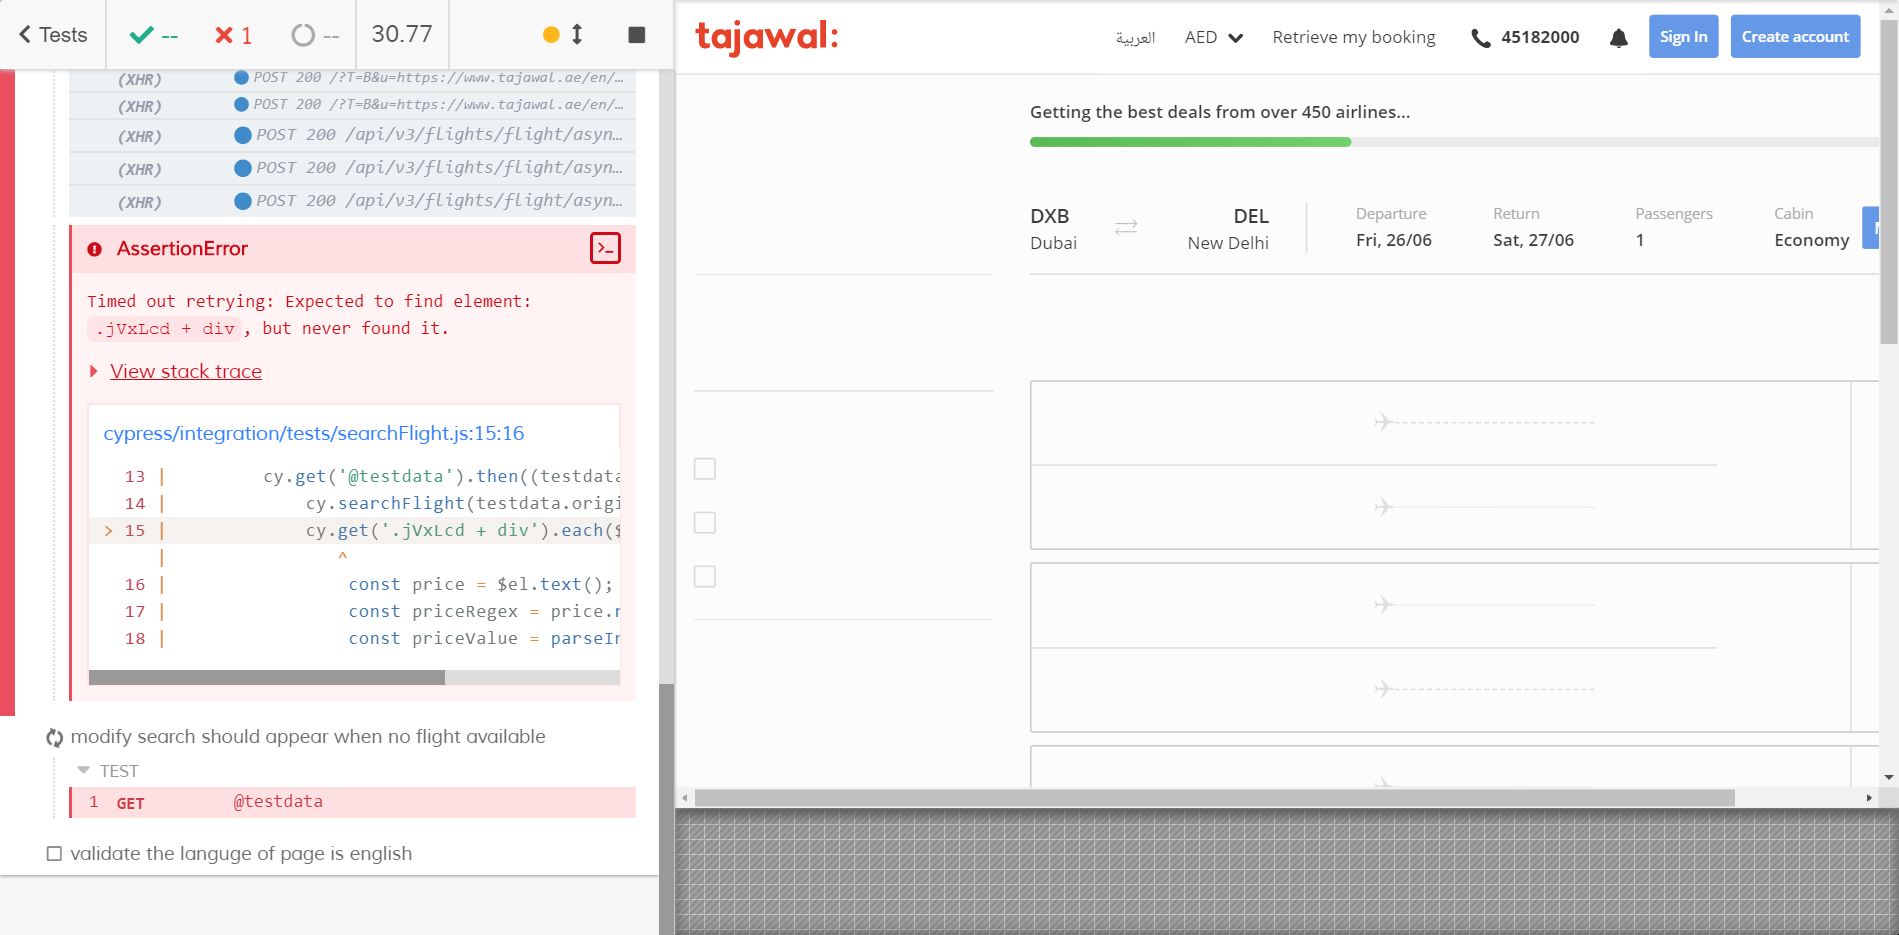 Tests
--
1
--
30.77
(XHR) POST 200 /?T=B&u=https://www.tajawal.ae/en/…
(XHR) POST 200 /?T=B&u=https://www.tajawal.ae/en/…
(XHR) POST 200 /api/v3/flights/flight/asyn…
(XHR) POST 200 /api/v3/flights/flight/asyn…
(XHR) POST 200 /api/v3/flights/flight/asyn…
AssertionError
>_
Timed out retrying: Expected to find element:
.jVxLcd + div, but never found it.
View stack trace
cypress/integration/tests/searchFlight.js:15:16
13 | cy.get('@testdata').then((testdata
14 | cy.searchFlight(testdata.origi
> 15 | cy.get('.jVxLcd + div').each($
| ^
16 | const price = $el.text();
17 | const priceRegex = price.r
18 | const priceValue = parseIn
modify search should appear when no flight available
TEST
1 GET @testdata
validate the languge of page is english
tajawal:
العربية
AED
Retrieve my booking
45182000
Sign In
Create account
Getting the best deals from over 450 airlines...
DXB
Dubai
DEL
New Delhi
Departure
Fri, 26/06
Return
Sat, 27/06
Passengers
1
Cabin
Economy